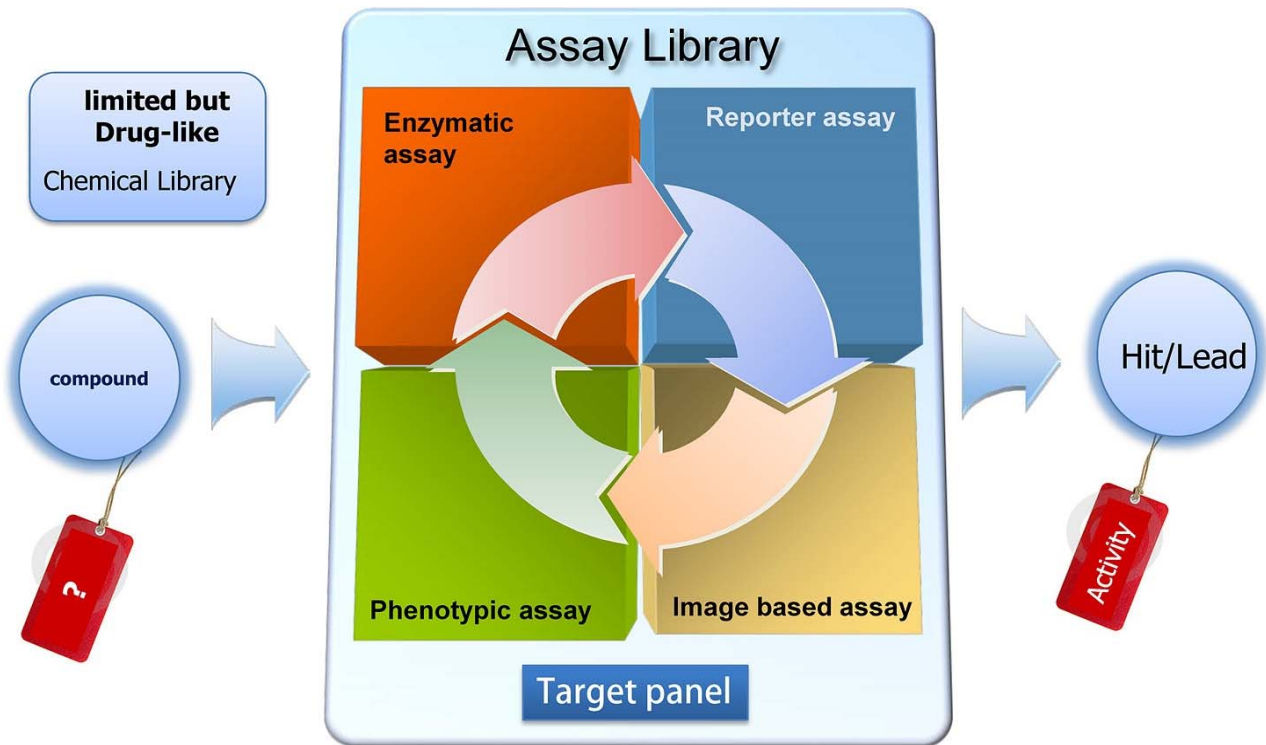 Assay Library
limited but
Drug-like
Chemical Library
Enzymatic
assay
Reporter assay
compound
Hit/Lead
?
Activity
Phenotypic assay
Image based assay
Target panel